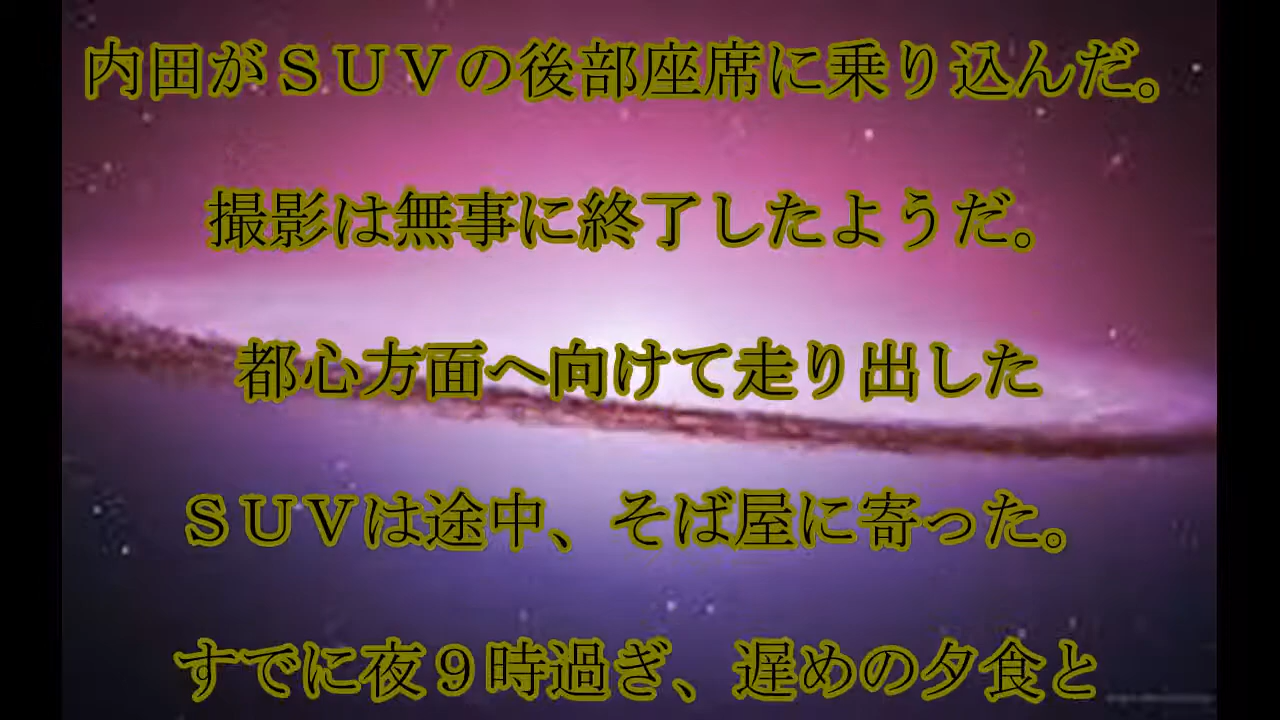 内田がＳＵＶの後部座席に乗り込んだ。
撮影は無事に終了したようだ。
都心方面へ向けて走り出した
ＳＵＶは途中、そば屋に寄った。
すでに夜９時過ぎ、遅めの夕食と